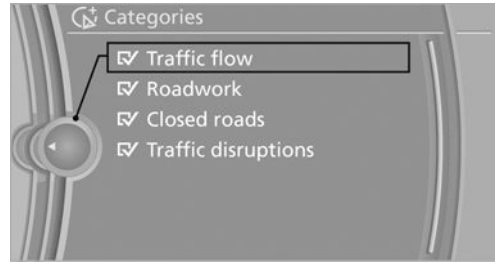 Categories
Traffic flow
Roadwork
Closed roads
Traffic disruptions